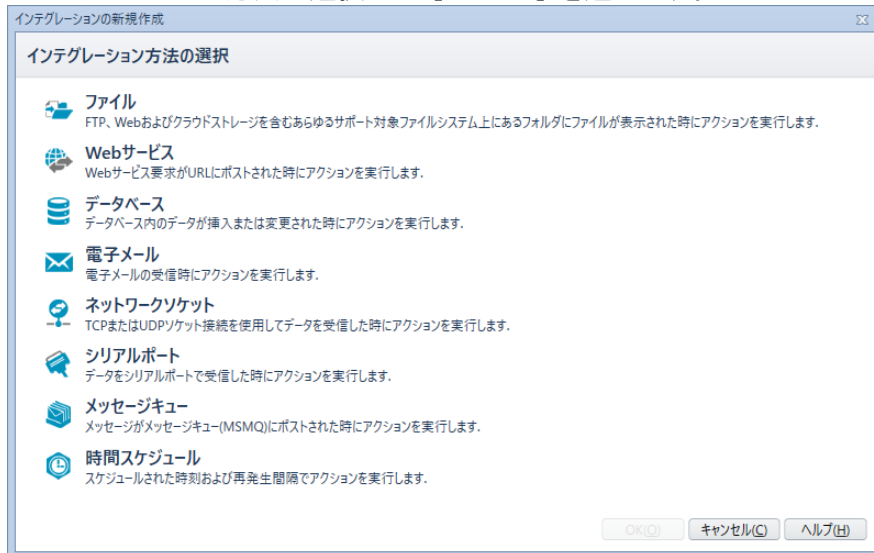 インテグレーションの新規作成
インテグレーション方法の選択
ファイル
FTP、Webおよびクラウドストレージを含むあらゆるサポート対象ファイルシステム上にあるフォルダにファイルが表示された時にアクションを実行します.
Webサービス
Webサービス要求がURLにポストされた時にアクションを実行します.
データベース
データベース内のデータが挿入または変更された時にアクションを実行します.
電子メール
電子メールの受信時にアクションを実行します.
ネットワークソケット
TCPまたはUDPソケット接続を使用してデータを受信した時にアクションを実行します.
シリアルポート
データをシリアルポートで受信した時にアクションを実行します.
メッセージキュー
メッセージがメッセージキュー(MSMQ)にポストされた時にアクションを実行します.
時間スケジュール
スケジュールされた時刻および再発生間隔でアクションを実行します.
OK(O) キャンセル(C) ヘルプ(H)